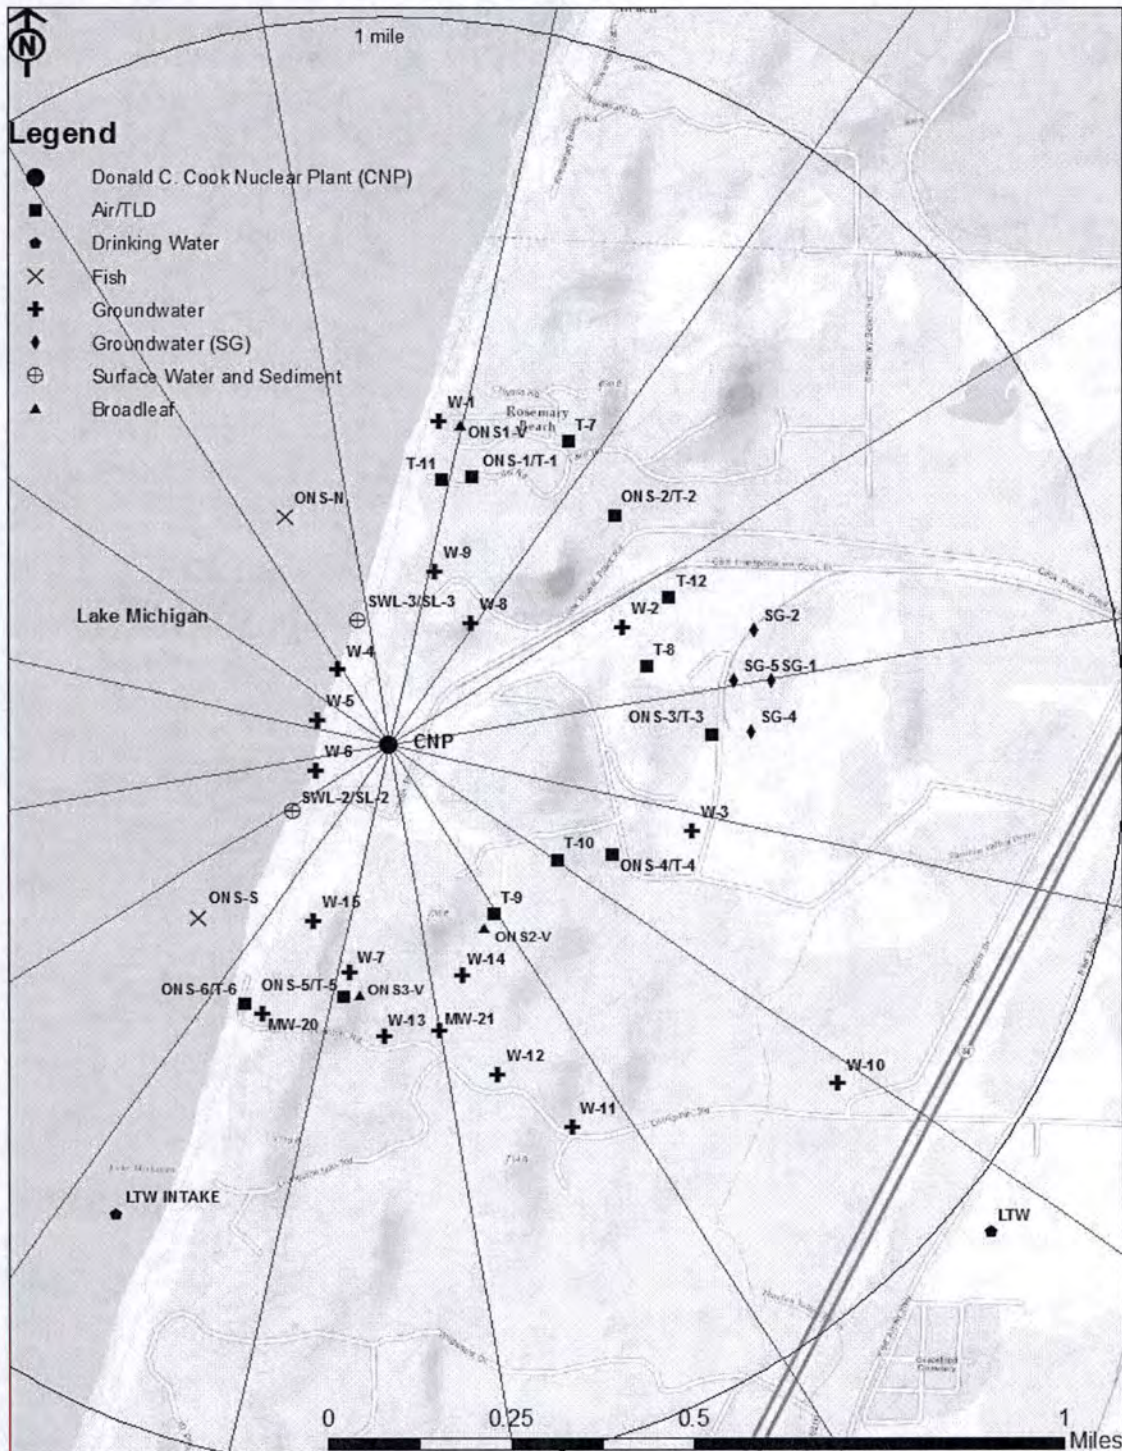 N
1 mile
Legend
Donald C. Cook Nuclear Plant (CNP)
Air/TLD
Drinking Water
Fish
Groundwater
Groundwater (SG)
Surface Water and Sediment
Broadleaf
W-1
Rosemary
Beach
ONS1-V
T-7
T-11
ONS-1/T-1
ONS-N
ONS-2/T-2
W-9
T-12
SWL-3/SL-3
W-8
W-2
SG-2
Lake Michigan
W-4
T-8
SG-5
SG-1
W-5
ONS-3/T-3
SG-4
CNP
W-6
SWL-2/SL-2
W-3
T-10
ONS-4/T-4
ONS-S
W-15
T-9
ONS2-V
W-7
W-14
ONS-6/T-6
ONS-5/T-5
ONS3-V
MW-20
W-13
MW-21
W-12
W-10
W-11
Livingston Rd
Lake Michigan
LTW INTAKE
LTW
0
0.25
0.5
1
Miles